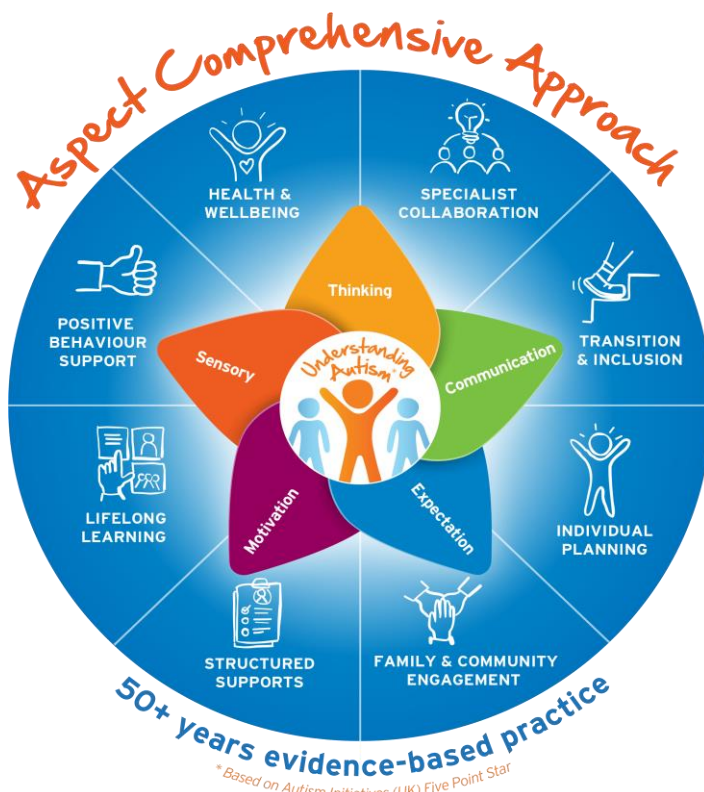 Aspect Comprehensive Approach
HEALTH &
WELLBEING
SPECIALIST
COLLABORATION
POSITIVE
BEHAVIOUR
SUPPORT
TRANSITION
& INCLUSION
LIFELONG
LEARNING
INDIVIDUAL
PLANNING
STRUCTURED
SUPPORTS
FAMILY & COMMUNITY
ENGAGEMENT
Thinking
Sensory
Communication
Motivation
Expectation
Understanding
Autism*
50+ years evidence-based practice
* Based on Autism Initiatives (UK) Five Point Star